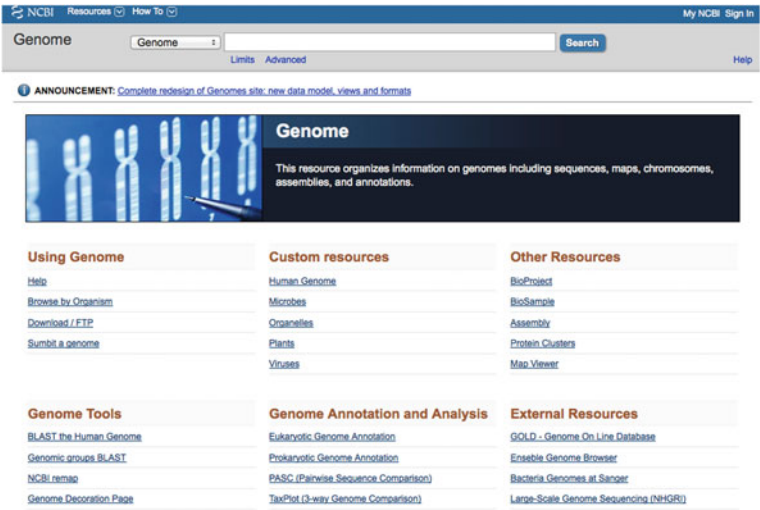 NCBI Resources How To My NCBI Sign In
Genome Genome Search
Limits Advanced Help
ANNOUNCEMENT: Complete redesign of Genomes site: new data model, views and formats
Genome
This resource organizes information on genomes including sequences, maps, chromosomes,
assemblies, and annotations.
Using Genome
Help
Browse by Organism
Download / FTP
Sumbit a genome
Custom resources
Human Genome
Microbes
Organelles
Plants
Viruses
Other Resources
BioProject
BioSample
Assembly
Protein Clusters
Map Viewer
Genome Tools
BLAST the Human Genome
Genomic groups BLAST
NCBI remap
Genome Decoration Page
Genome Annotation and Analysis
Eukaryotic Genome Annotation
Prokaryotic Genome Annotation
PASC (Pairwise Sequence Comparison)
TaxPlot (3-way Genome Comparison)
External Resources
GOLD - Genome On Line Database
Enseble Genome Browser
Bacteria Genomes at Sanger
Large-Scale Genome Sequencing (NHGRI)